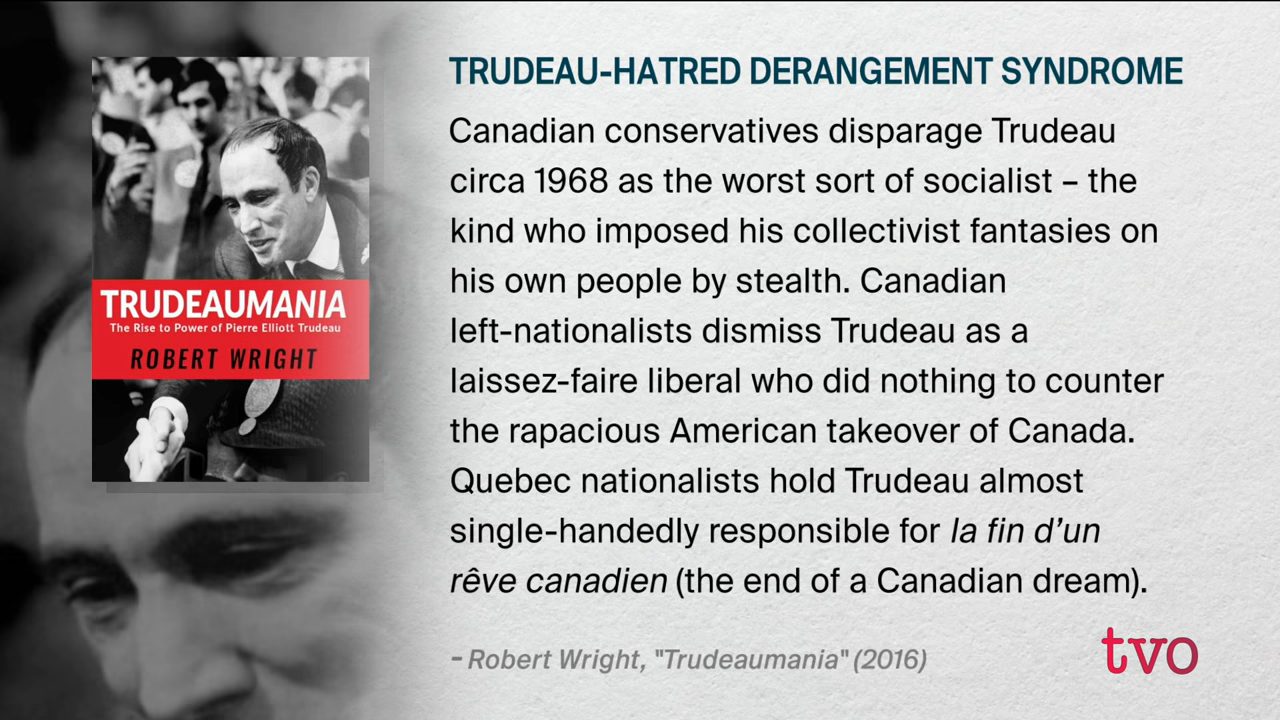 TRUDEAUMANIA
The Rise to Power of Pierre Elliott Trudeau
ROBERT WRIGHT
TRUDEAU-HATRED DERANGEMENT SYNDROME
Canadian conservatives disparage Trudeau
circa 1968 as the worst sort of socialist – the
kind who imposed his collectivist fantasies on
his own people by stealth. Canadian
left-nationalists dismiss Trudeau as a
laissez-faire liberal who did nothing to counter
the rapacious American takeover of Canada.
Quebec nationalists hold Trudeau almost
single-handedly responsible for la fin d’un
rêve canadien (the end of a Canadian dream).
- Robert Wright, "Trudeaumania" (2016)
tvo